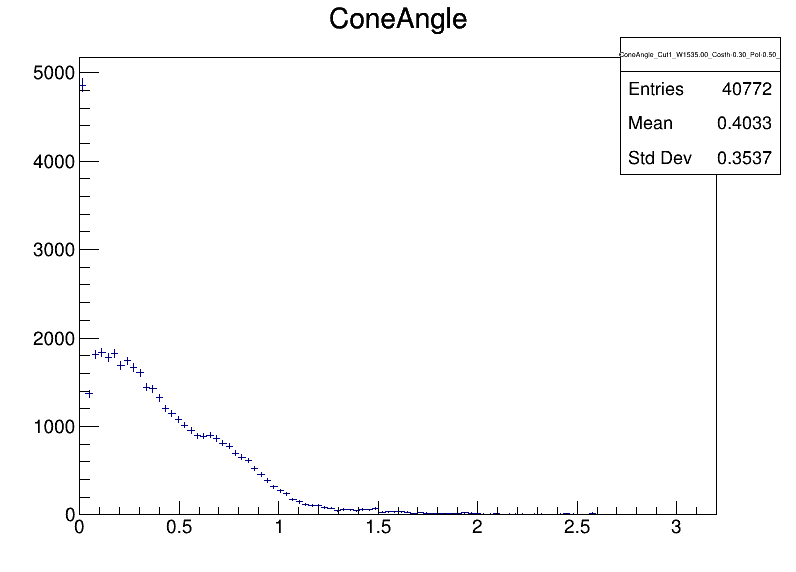 ConeAngle
ConeAngle_Cut1_W1535.00_Costh-0.30_Pol-0.50_
Entries 40772
Mean 0.4033
Std Dev 0.3537
5000
4000
3000
2000
1000
0
0 0.5 1 1.5 2 2.5 3